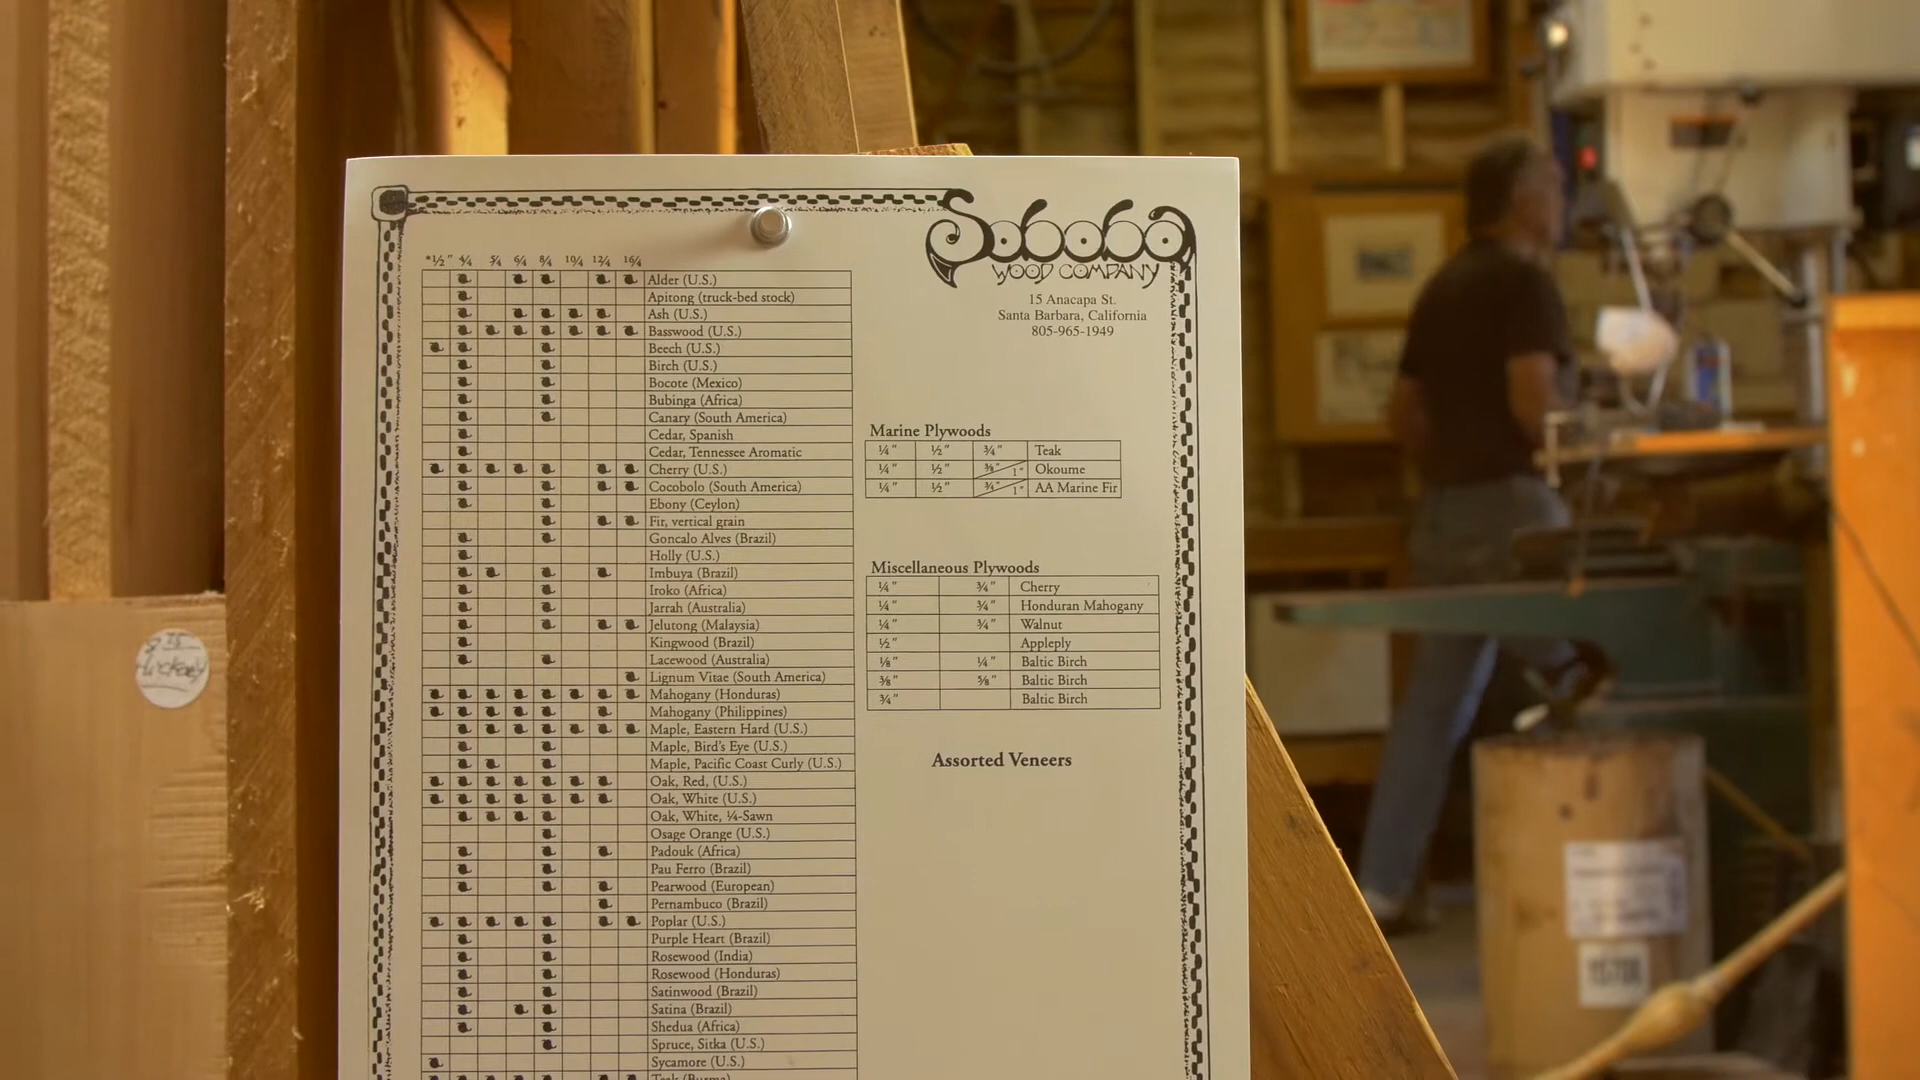 Soboba
WOOD COMPANY
15 Anacapa St.
Santa Barbara, California
805-965-1949
*½" 4/4 5/4 6/4 8/4 10/4 12/4 16/4
Alder (U.S.)
Apitong (truck-bed stock)
Ash (U.S.)
Basswood (U.S.)
Beech (U.S.)
Birch (U.S.)
Bocote (Mexico)
Bubinga (Africa)
Canary (South America)
Cedar, Spanish
Cedar, Tennessee Aromatic
Cherry (U.S.)
Cocobolo (South America)
Ebony (Ceylon)
Fir, vertical grain
Goncalo Alves (Brazil)
Holly (U.S.)
Imbuya (Brazil)
Iroko (Africa)
Jarrah (Australia)
Jelutong (Malaysia)
Kingwood (Brazil)
Lacewood (Australia)
Lignum Vitae (South America)
Mahogany (Honduras)
Mahogany (Philippines)
Maple, Eastern Hard (U.S.)
Maple, Bird's Eye (U.S.)
Maple, Pacific Coast Curly (U.S.)
Oak, Red, (U.S.)
Oak, White (U.S.)
Oak, White, ¼-Sawn
Osage Orange (U.S.)
Padouk (Africa)
Pau Ferro (Brazil)
Pearwood (European)
Pernambuco (Brazil)
Poplar (U.S.)
Purple Heart (Brazil)
Rosewood (India)
Rosewood (Honduras)
Satinwood (Brazil)
Satina (Brazil)
Shedua (Africa)
Spruce, Sitka (U.S.)
Sycamore (U.S.)
Teak (Burma)
Marine Plywoods
¼" ½" ¾" Teak
¼" ½" ⅜" 1" Okoume
¼" ½" ¾" 1" AA Marine Fir
Miscellaneous Plywoods
¼" ¾" Cherry
¼" ¾" Honduran Mahogany
¼" ¾" Walnut
½" Appleply
⅛" ¼" Baltic Birch
⅜" ⅝" Baltic Birch
¾" Baltic Birch
Assorted Veneers